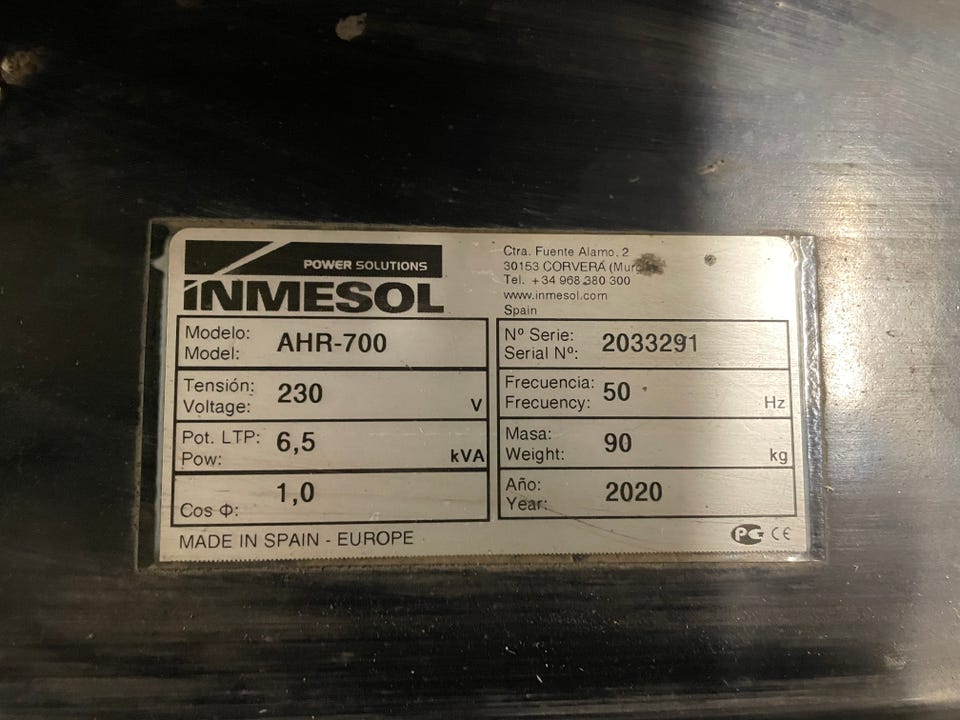 POWER SOLUTIONS
INMESOL
Ctra. Fuente Alamo, 2
30153 CORVERA
Tel. +34 968 380 300
www.inmesol.com
Spain
Modelo:
Model:
AHR-700
Nº Serie:
Serial Nº:
2033291
Tensión:
Voltage:
230
V
Frecuencia:
Frecuency:
50
Hz
Pot. LTP:
Pow:
6,5
kVA
Masa:
Weight:
90
kg
Cos Φ:
1,0
Año:
Year:
2020
MADE IN SPAIN - EUROPE
PG CE